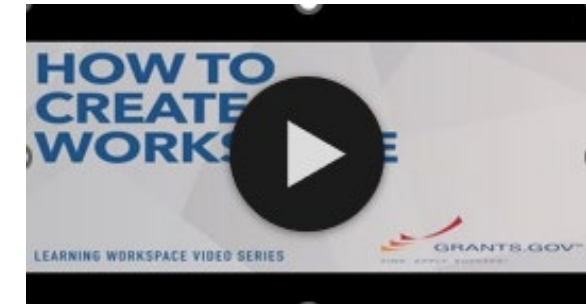 HOW TO
CREATE
WORKS E
LEARNING WORKSPACE VIDEO SERIES
GRANTS.GOV